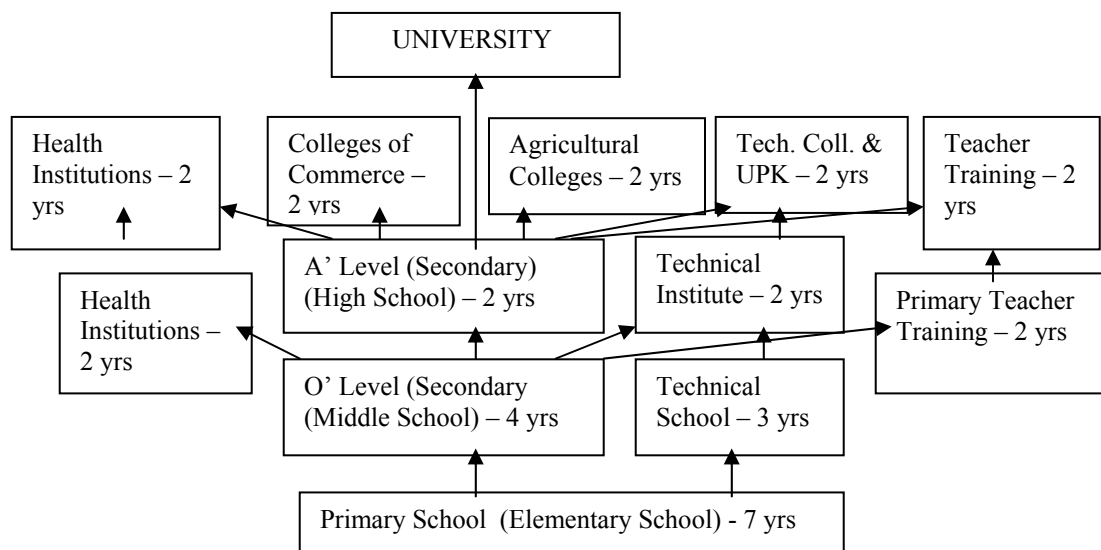 UNIVERSITY
Health
Institutions – 2
yrs
Colleges of
Commerce –
2 yrs
Agricultural
Colleges – 2 yrs
Tech. Coll. &
UPK – 2 yrs
Teacher
Training – 2
yrs
A’ Level (Secondary)
(High School) – 2 yrs
Technical
Institute – 2 yrs
Health
Institutions –
2 yrs
Primary Teacher
Training – 2 yrs
O’ Level (Secondary
(Middle School) – 4 yrs
Technical
School – 3 yrs
Primary School (Elementary School) - 7 yrs